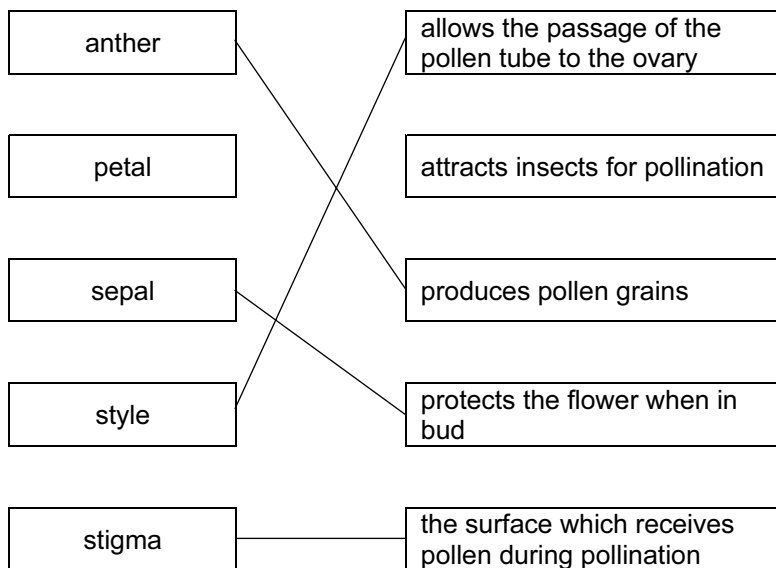 anther
allows the passage of the
pollen tube to the ovary
petal
attracts insects for pollination
sepal
produces pollen grains
style
protects the flower when in
bud
stigma
the surface which receives
pollen during pollination